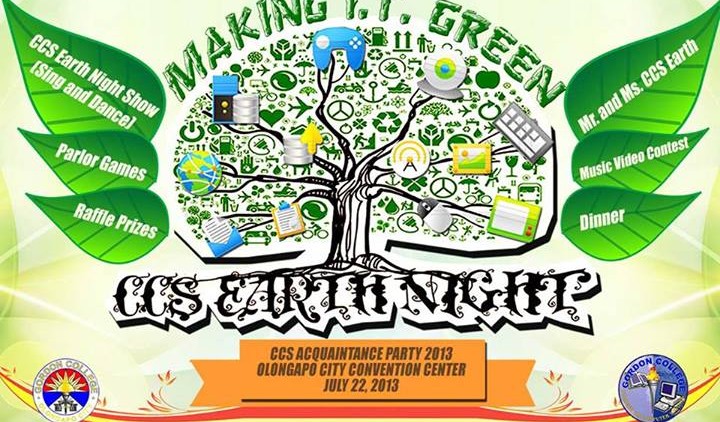 MAKING I.T. GREEN
CCS Earth Night Show
[Sing and Dance]
Parlor Games
Raffle Prizes
Mr. and Ms. CCS Earth
Music Video Contest
Dinner
CCS EARTH NIGHT
CCS ACQUAINTANCE PARTY 2013
OLONGAPO CITY CONVENTION CENTER
JULY 22, 2013
GORDON COLLEGE
GORDON COLLEGE